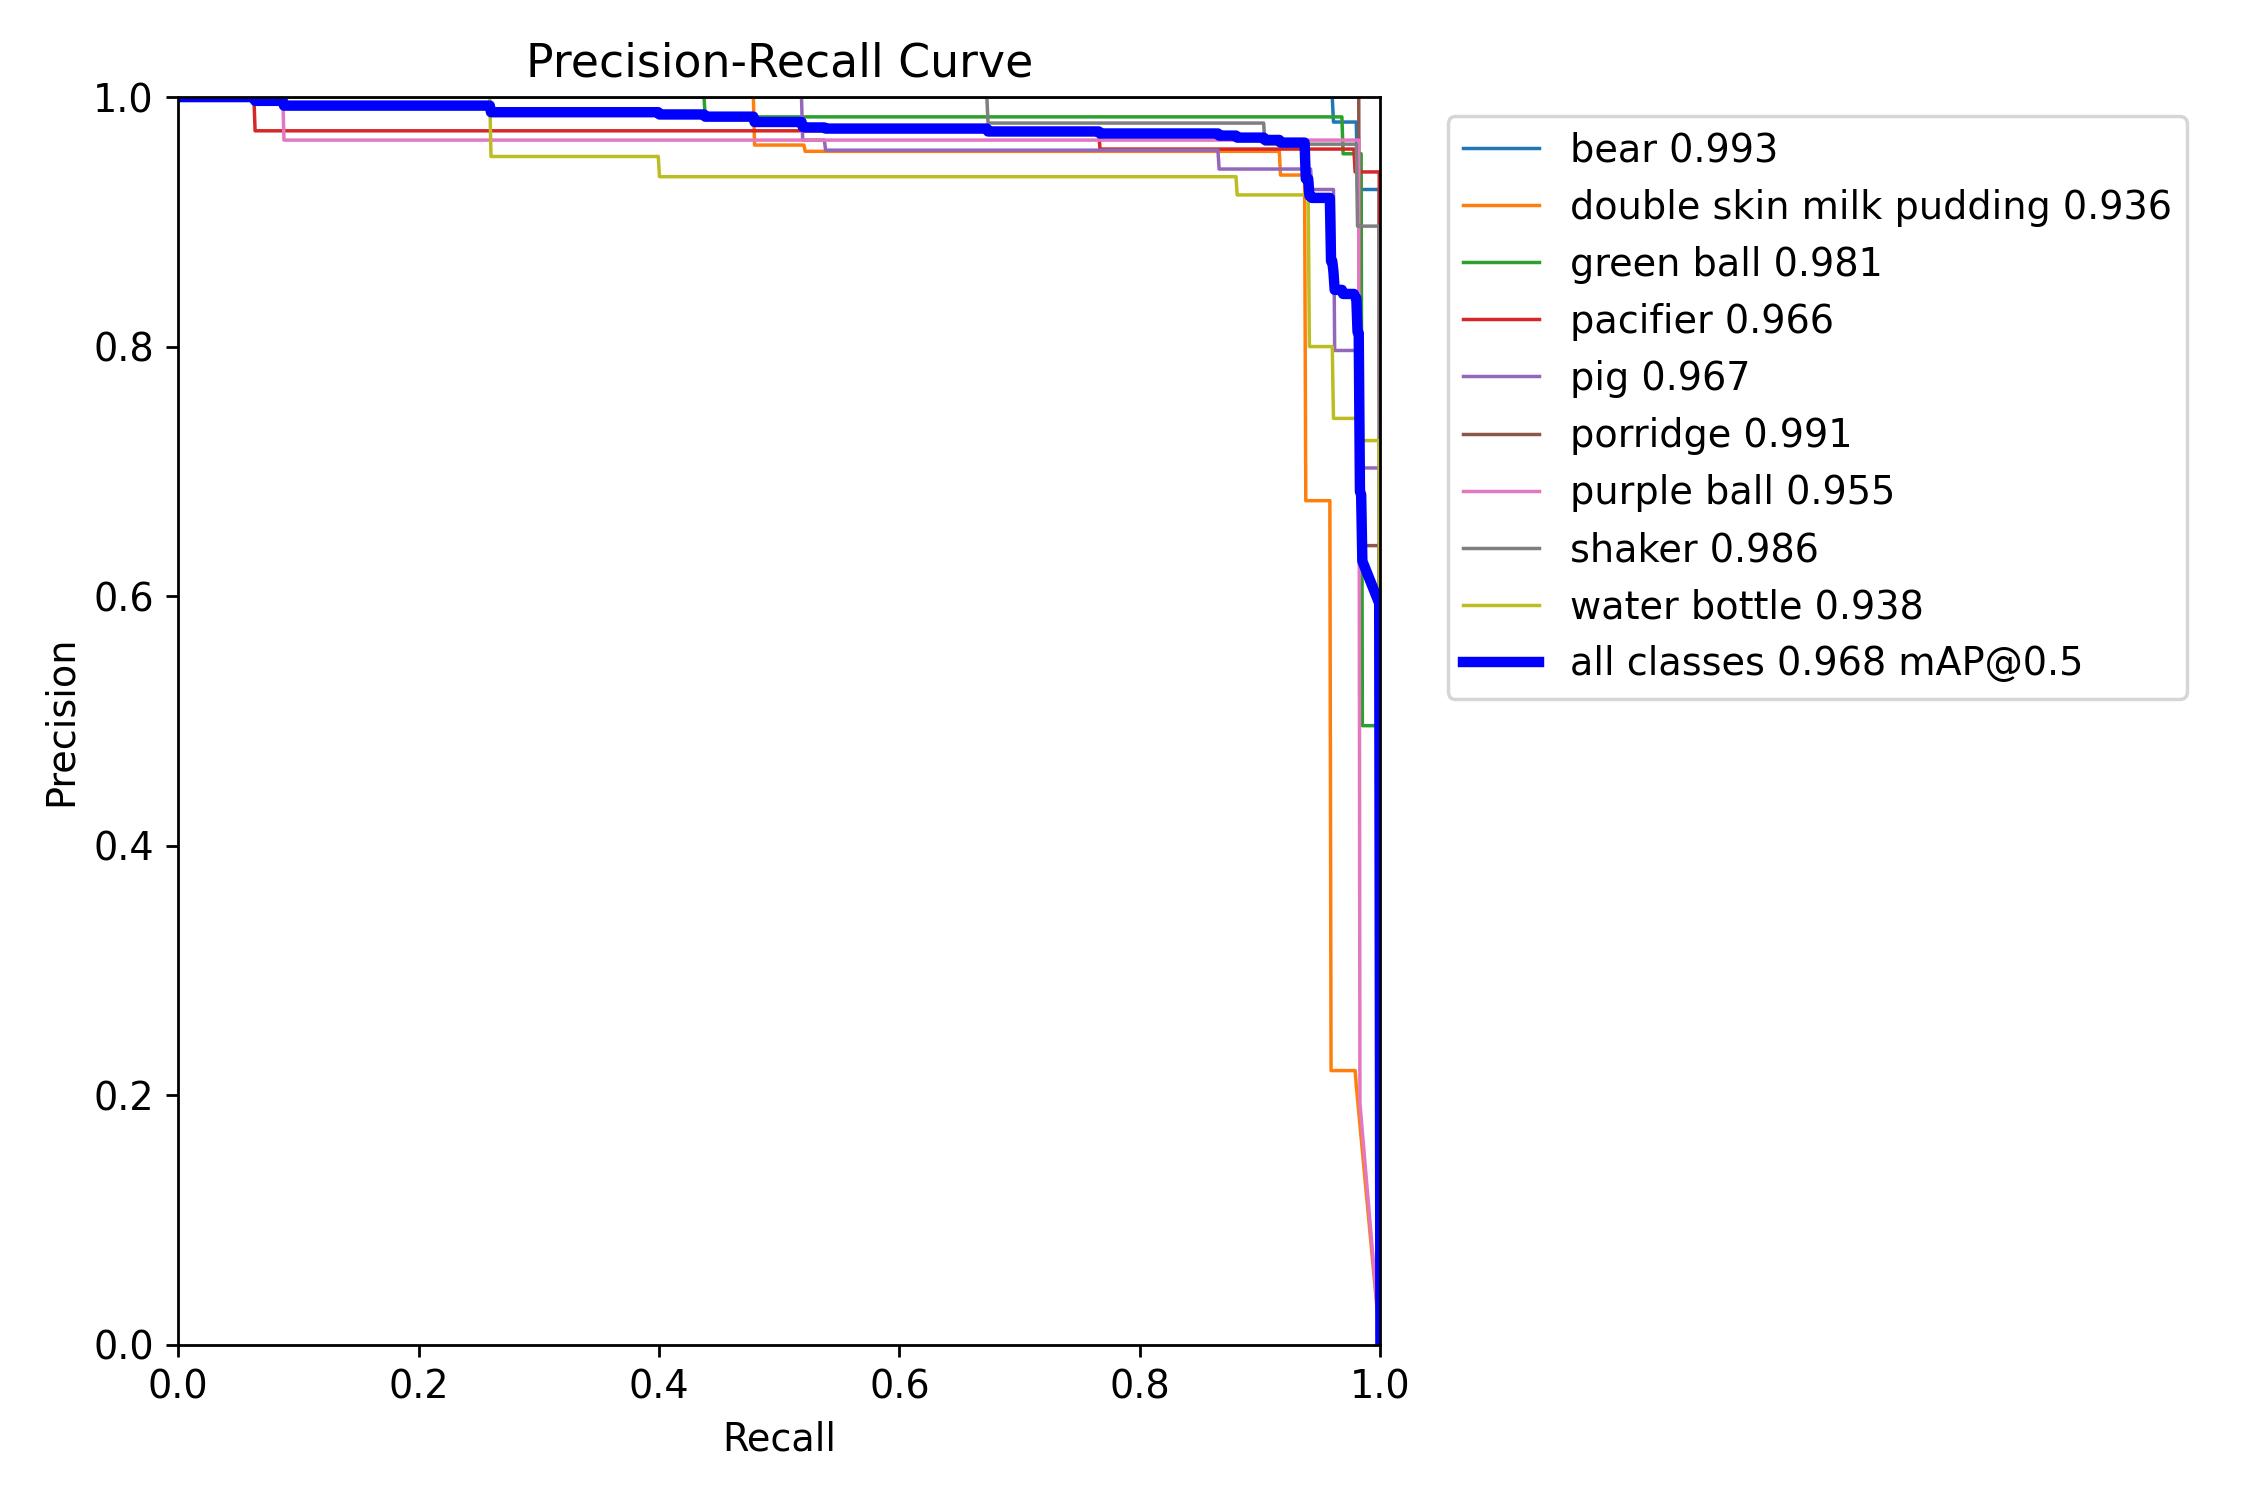 Precision-Recall Curve
1.0
0.8
0.6
0.4
0.2
0.0
Precision
0.0 0.2 0.4 0.6 0.8 1.0
Recall
bear 0.993
double skin milk pudding 0.936
green ball 0.981
pacifier 0.966
pig 0.967
porridge 0.991
purple ball 0.955
shaker 0.986
water bottle 0.938
all classes 0.968 mAP@0.5